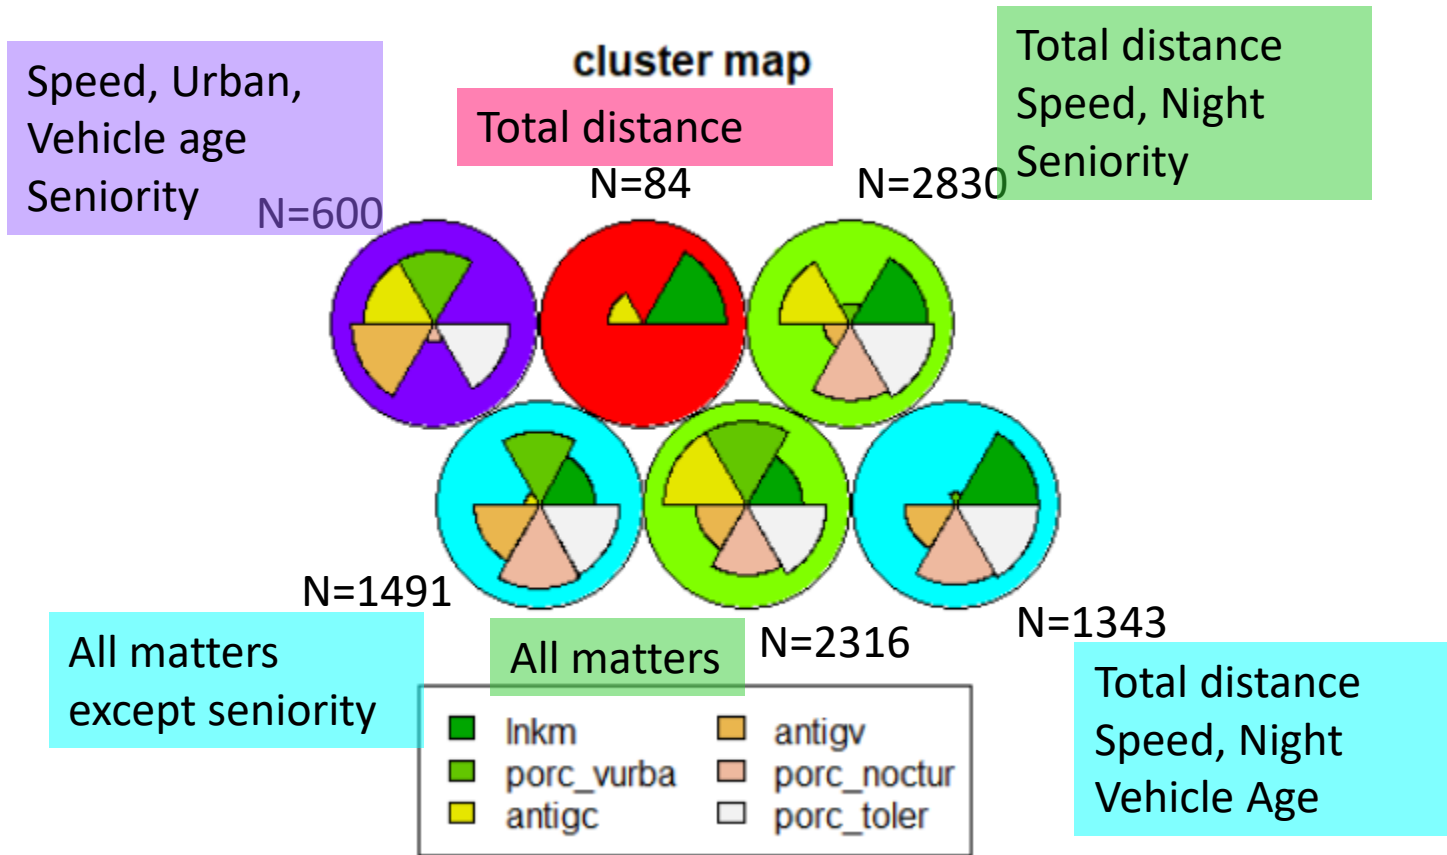 cluster map
Speed, Urban,
Vehicle age
Seniority
N=600
Total distance
N=84
Total distance
Speed, Night
Seniority
N=2830
N=1491
All matters
except seniority
All matters
N=2316
N=1343
Total distance
Speed, Night
Vehicle Age
lnkm
porc_vurba
antigc
antigv
porc_noctur
porc_toler